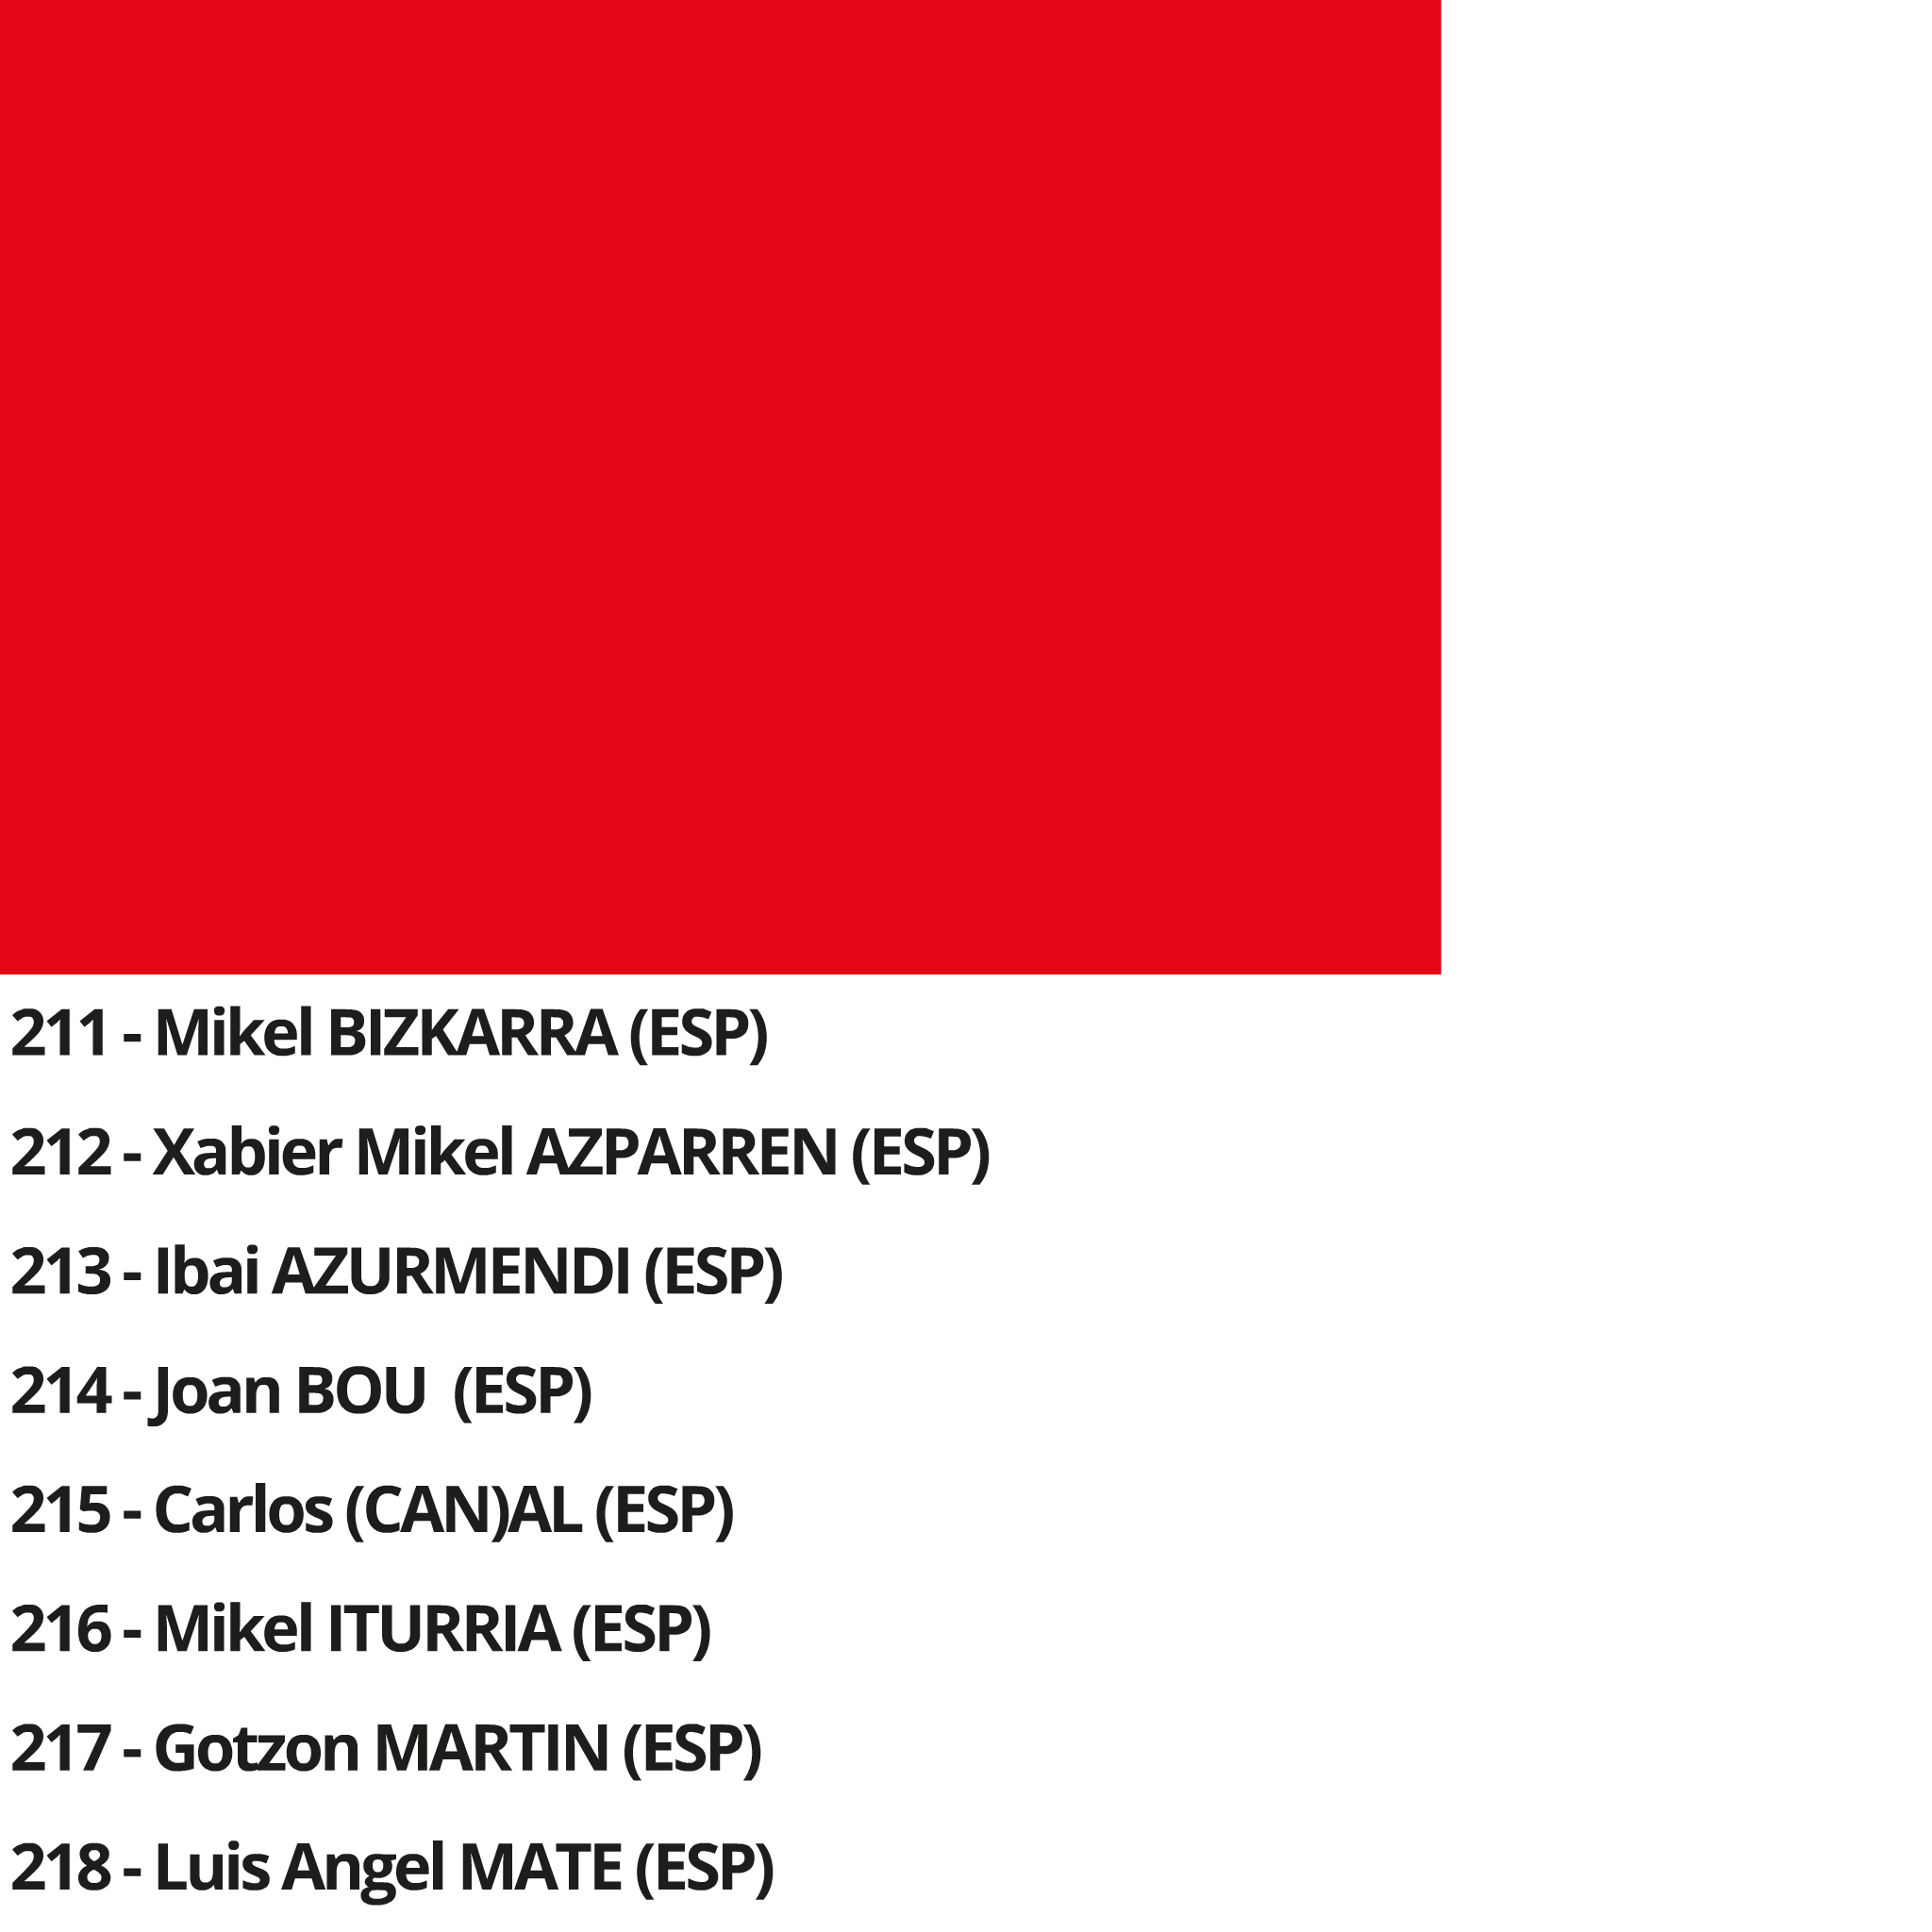 211 - Mikel BIZKARRA (ESP)
212 - Xabier Mikel AZPARREN (ESP)
213 - Ibai AZURMENDI (ESP)
214 - Joan BOU  (ESP)
215 - Carlos (CAN)AL (ESP)
216 - Mikel ITURRIA (ESP)
217 - Gotzon MARTIN (ESP)
218 - Luis Angel MATE (ESP)